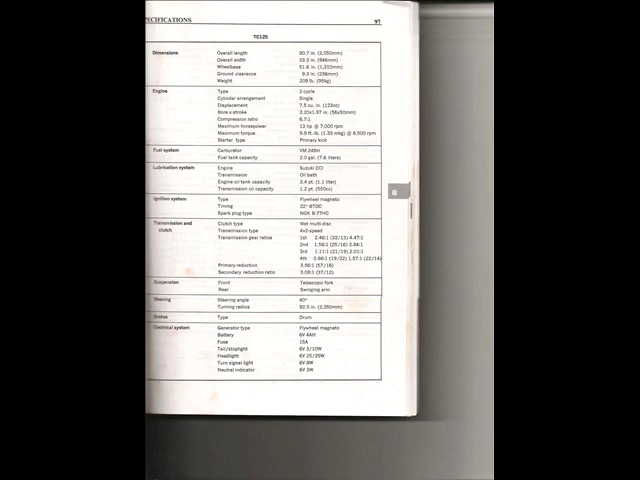 SPECIFICATIONS 97
TC125
Dimensions Overall length 80.7 in. (2,050mm)
Overall width 33.3 in. (846mm)
Wheelbase 51.6 in. (1,310mm)
Ground clearance 9.3 in. (236mm)
Weight 209 lb. (95kg)
Engine Type 2-cycle
Cylinder arrangement Single
Displacement 7.5 cu. in. (123cc)
Bore x stroke 2.20x1.97 in. (56x50mm)
Compression ratio 6.7:1
Maximum horsepower 13 hp @ 7,000 rpm
Maximum torque 9.8 ft.-lb. (1.35 mkg) @ 6,500 rpm
Starter type Primary kick
Fuel system Carburetor VM 24SH
Fuel tank capacity 2.0 gal. (7.6 liters)
Lubrication system Engine Suzuki CCI
Transmission Oil bath
Engine oil tank capacity 2.4 pt. (1.1 liter)
Transmission oil capacity 1.2 pt. (550cc)
Ignition system Type Flywheel magneto
Timing 22° BTDC
Spark plug type NGK B-77HC
Transmission and Clutch type Wet multi-disc
clutch Transmission type 4x2-speed
Transmission gear ratios 1st 2.46:1 (32/13) 4.47:1
2nd 1.56:1 (25/16) 2.84:1
3rd 1.11:1 (21/19) 2.01:1
4th 0.86:1 (19/22) 1.57:1 (22/14)
Primary reduction 3.56:1 (57/16)
Secondary reduction ratio 3.08:1 (37/12)
Suspension Front Telescopic fork
Rear Swinging arm
Steering Steering angle 40°
Turning radius 92.5 in. (2,350mm)
Brakes Type Drum
Electrical system Generator type Flywheel magneto
Battery 6V 4AH
Fuse 15A
Tail/stoplight 6V 3/10W
Headlight 6V 25/25W
Turn signal light 6V 8W
Neutral indicator 6V 3W
8